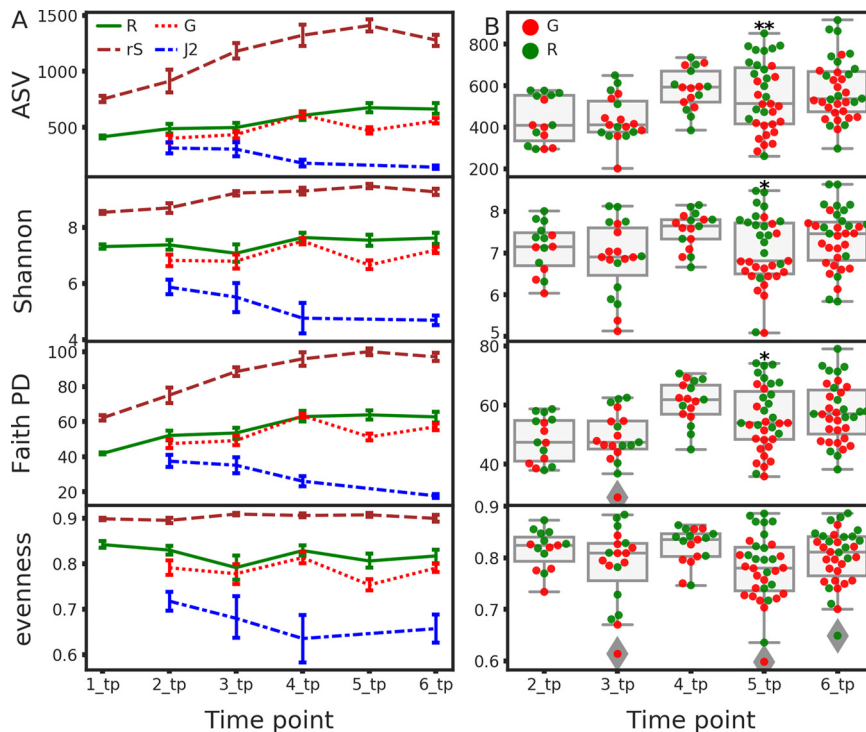 A
R
G
rS
J2
ASV
1500
1000
500
Shannon
8
6
4
Faith PD
100
80
60
40
20
evenness
0.9
0.8
0.7
0.6
1_tp 2_tp 3_tp 4_tp 5_tp 6_tp
Time point
B
G
R
**
800
600
400
200
*
8
7
6
5
*
80
60
40
0.9
0.8
0.7
0.6
2_tp 3_tp 4_tp 5_tp 6_tp
Time point